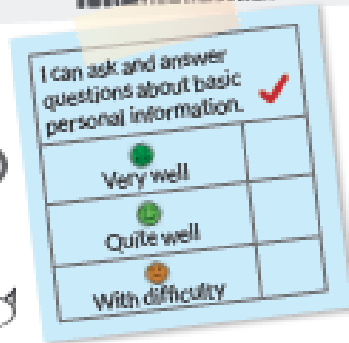 I can ask and answer
questions about basic
personal information.
Very well
Quite well
With difficulty